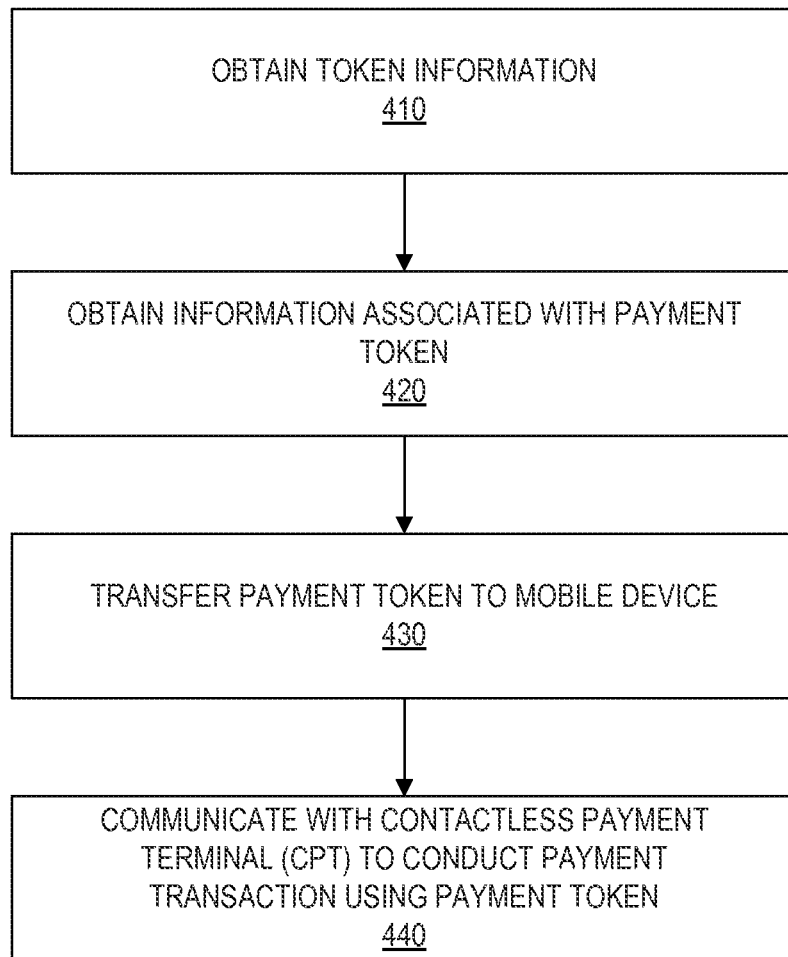 OBTAIN TOKEN INFORMATION
410
OBTAIN INFORMATION ASSOCIATED WITH PAYMENT
TOKEN
420
TRANSFER PAYMENT TOKEN TO MOBILE DEVICE
430
COMMUNICATE WITH CONTACTLESS PAYMENT
TERMINAL (CPT) TO CONDUCT PAYMENT
TRANSACTION USING PAYMENT TOKEN
440